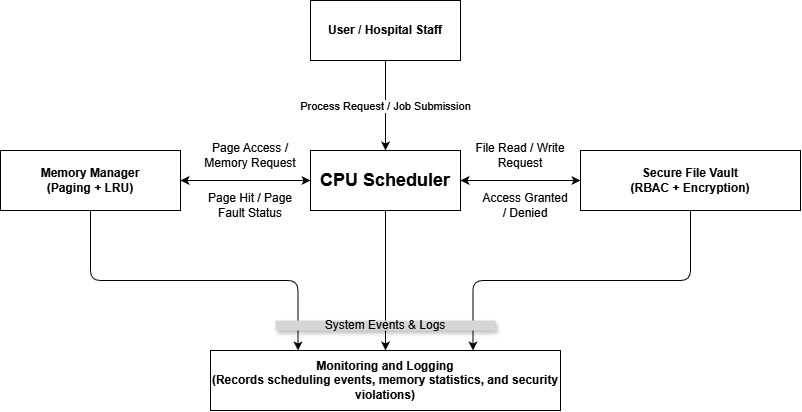 User / Hospital Staff
Process Request / Job Submission
Page Access /
Memory Request
File Read / Write
Request
Memory Manager
(Paging + LRU)
CPU Scheduler
Secure File Vault
(RBAC + Encryption)
Page Hit / Page
Fault Status
Access Granted
/ Denied
System Events & Logs
Monitoring and Logging
(Records scheduling events, memory statistics, and security
violations)